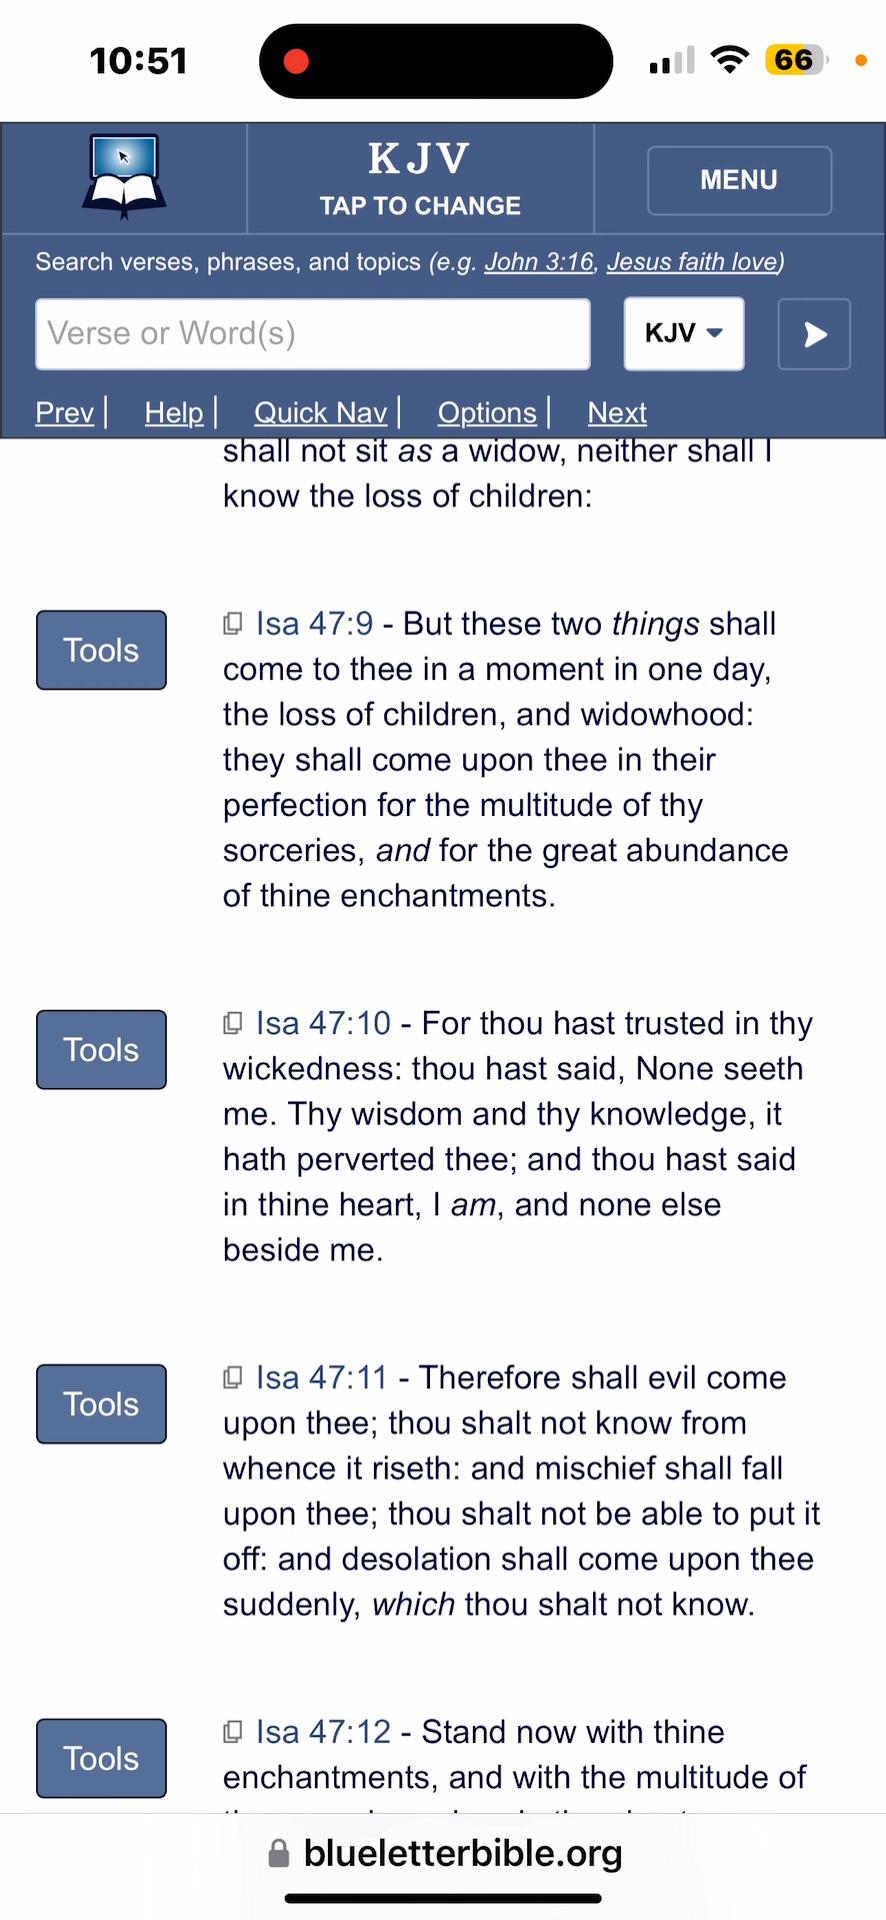 10:51
66
KJV
TAP TO CHANGE
MENU
Search verses, phrases, and topics (e.g. John 3:16, Jesus faith love)
Verse or Word(s)
KJV
Prev | Help | Quick Nav | Options | Next
shall not sit as a widow, neither shall I
know the loss of children:
Tools
Isa 47:9 - But these two things shall
come to thee in a moment in one day,
the loss of children, and widowhood:
they shall come upon thee in their
perfection for the multitude of thy
sorceries, and for the great abundance
of thine enchantments.
Tools
Isa 47:10 - For thou hast trusted in thy
wickedness: thou hast said, None seeth
me. Thy wisdom and thy knowledge, it
hath perverted thee; and thou hast said
in thine heart, I am, and none else
beside me.
Tools
Isa 47:11 - Therefore shall evil come
upon thee; thou shalt not know from
whence it riseth: and mischief shall fall
upon thee; thou shalt not be able to put it
off: and desolation shall come upon thee
suddenly, which thou shalt not know.
Tools
Isa 47:12 - Stand now with thine
enchantments, and with the multitude of
blueletterbible.org